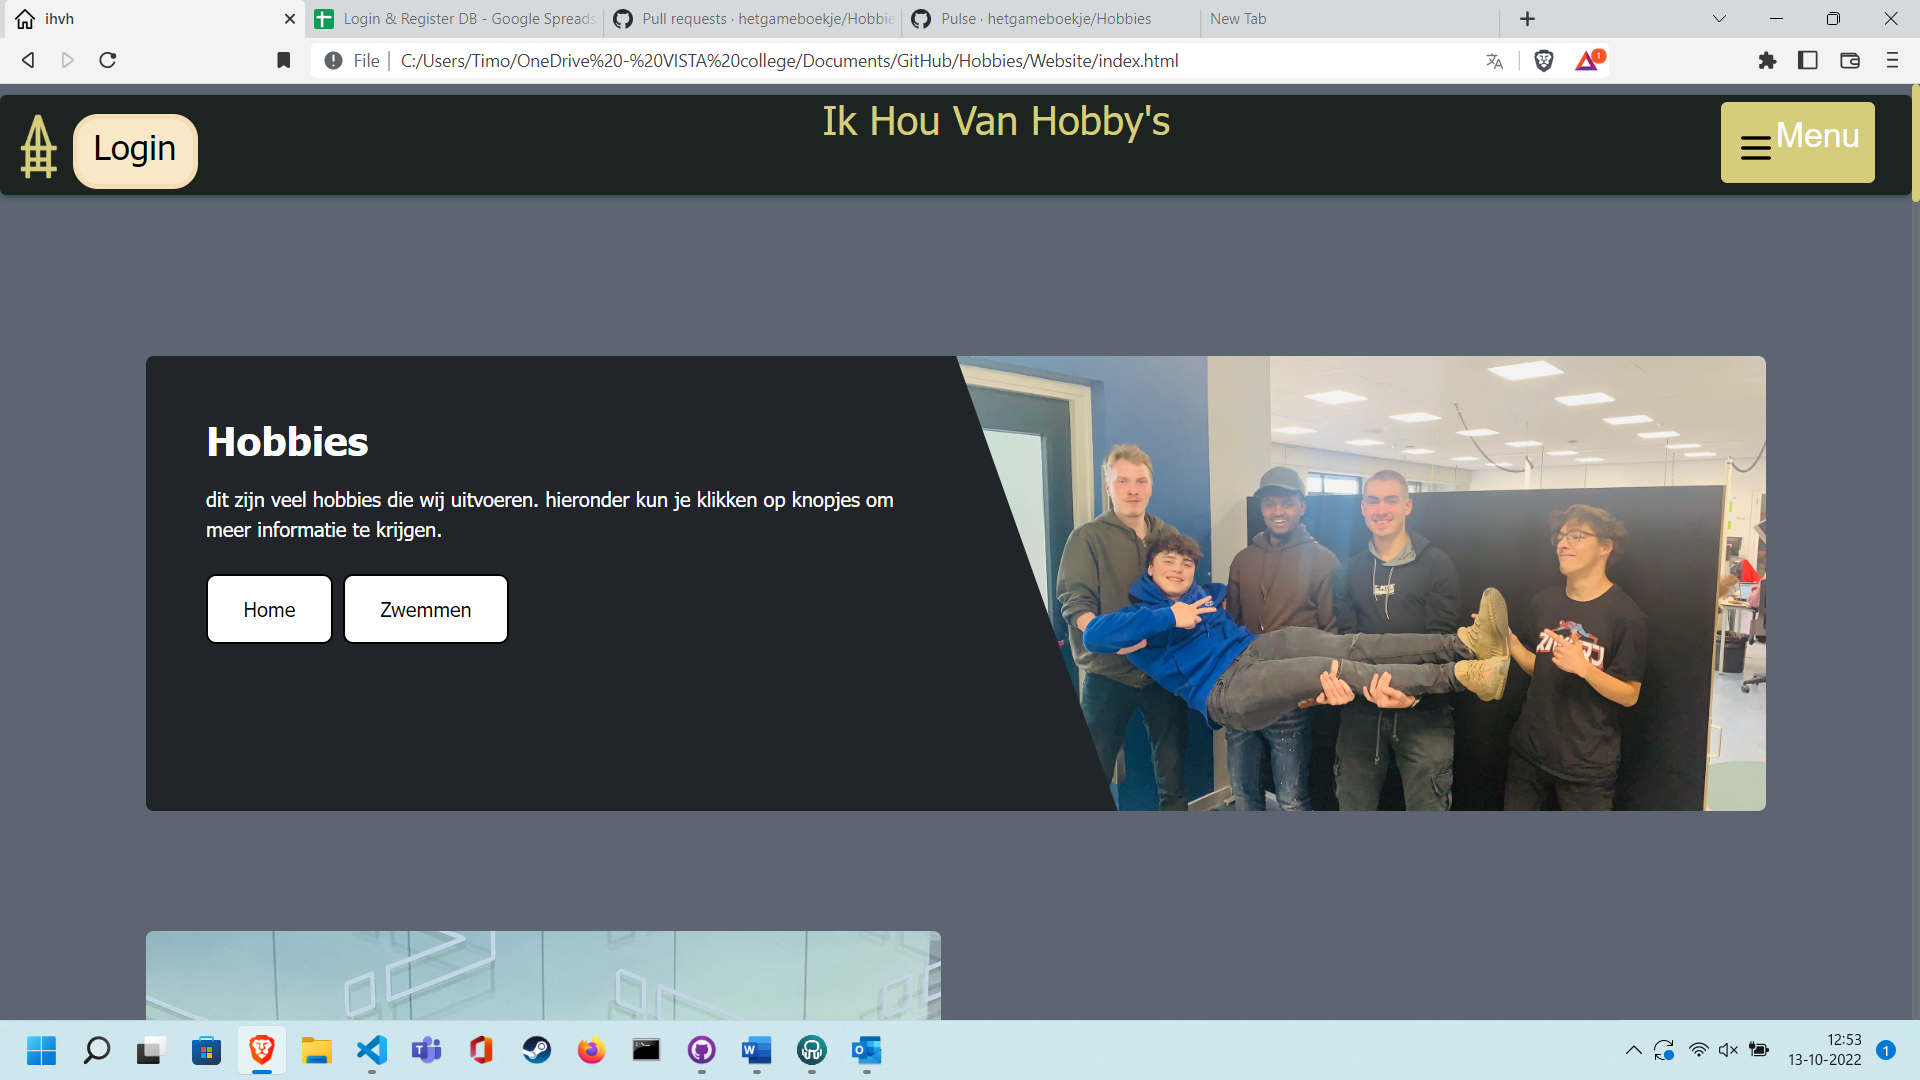 ihvh
Login & Register DB - Google Spreads
Pull requests · hetgameboekje/Hobbie
Pulse · hetgameboekje/Hobbies
New Tab
File
C:/Users/Timo/OneDrive%20-%20VISTA%20college/Documents/GitHub/Hobbies/Website/index.html
1
Login
Ik Hou Van Hobby's
Menu
Hobbies
dit zijn veel hobbies die wij uitvoeren. hieronder kun je klikken op knopjes om
meer informatie te krijgen.
Home
Zwemmen
12:53
13-10-2022
1